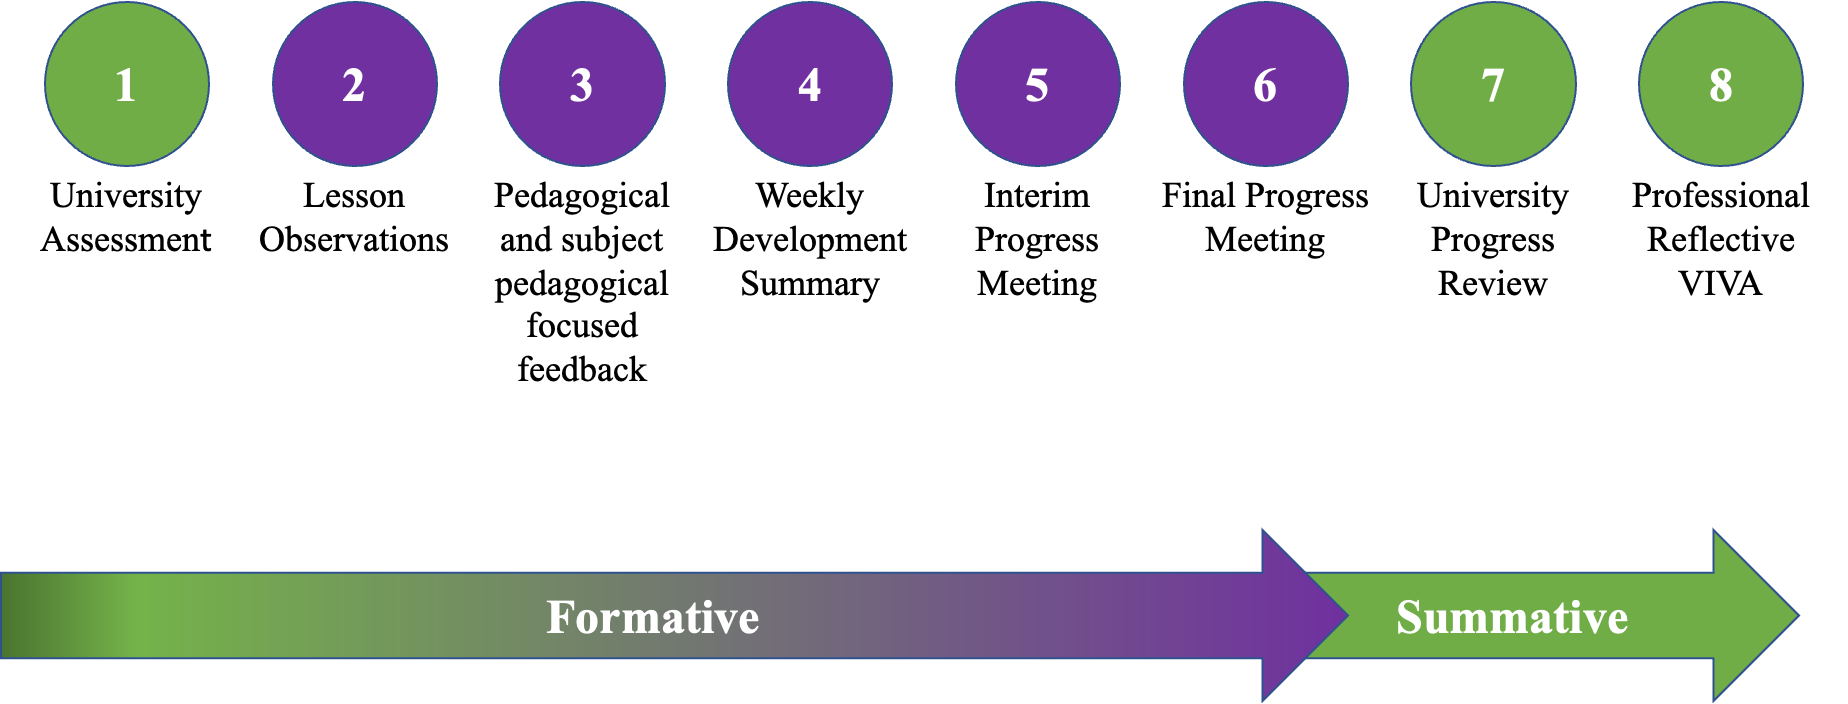 1
University
Assessment
2
Lesson
Observations
3
Pedagogical
and subject
pedagogical
focused
feedback
4
Weekly
Development
Summary
5
Interim
Progress
Meeting
6
Final Progress
Meeting
7
University
Progress
Review
8
Professional
Reflective
VIVA
Formative
Summative